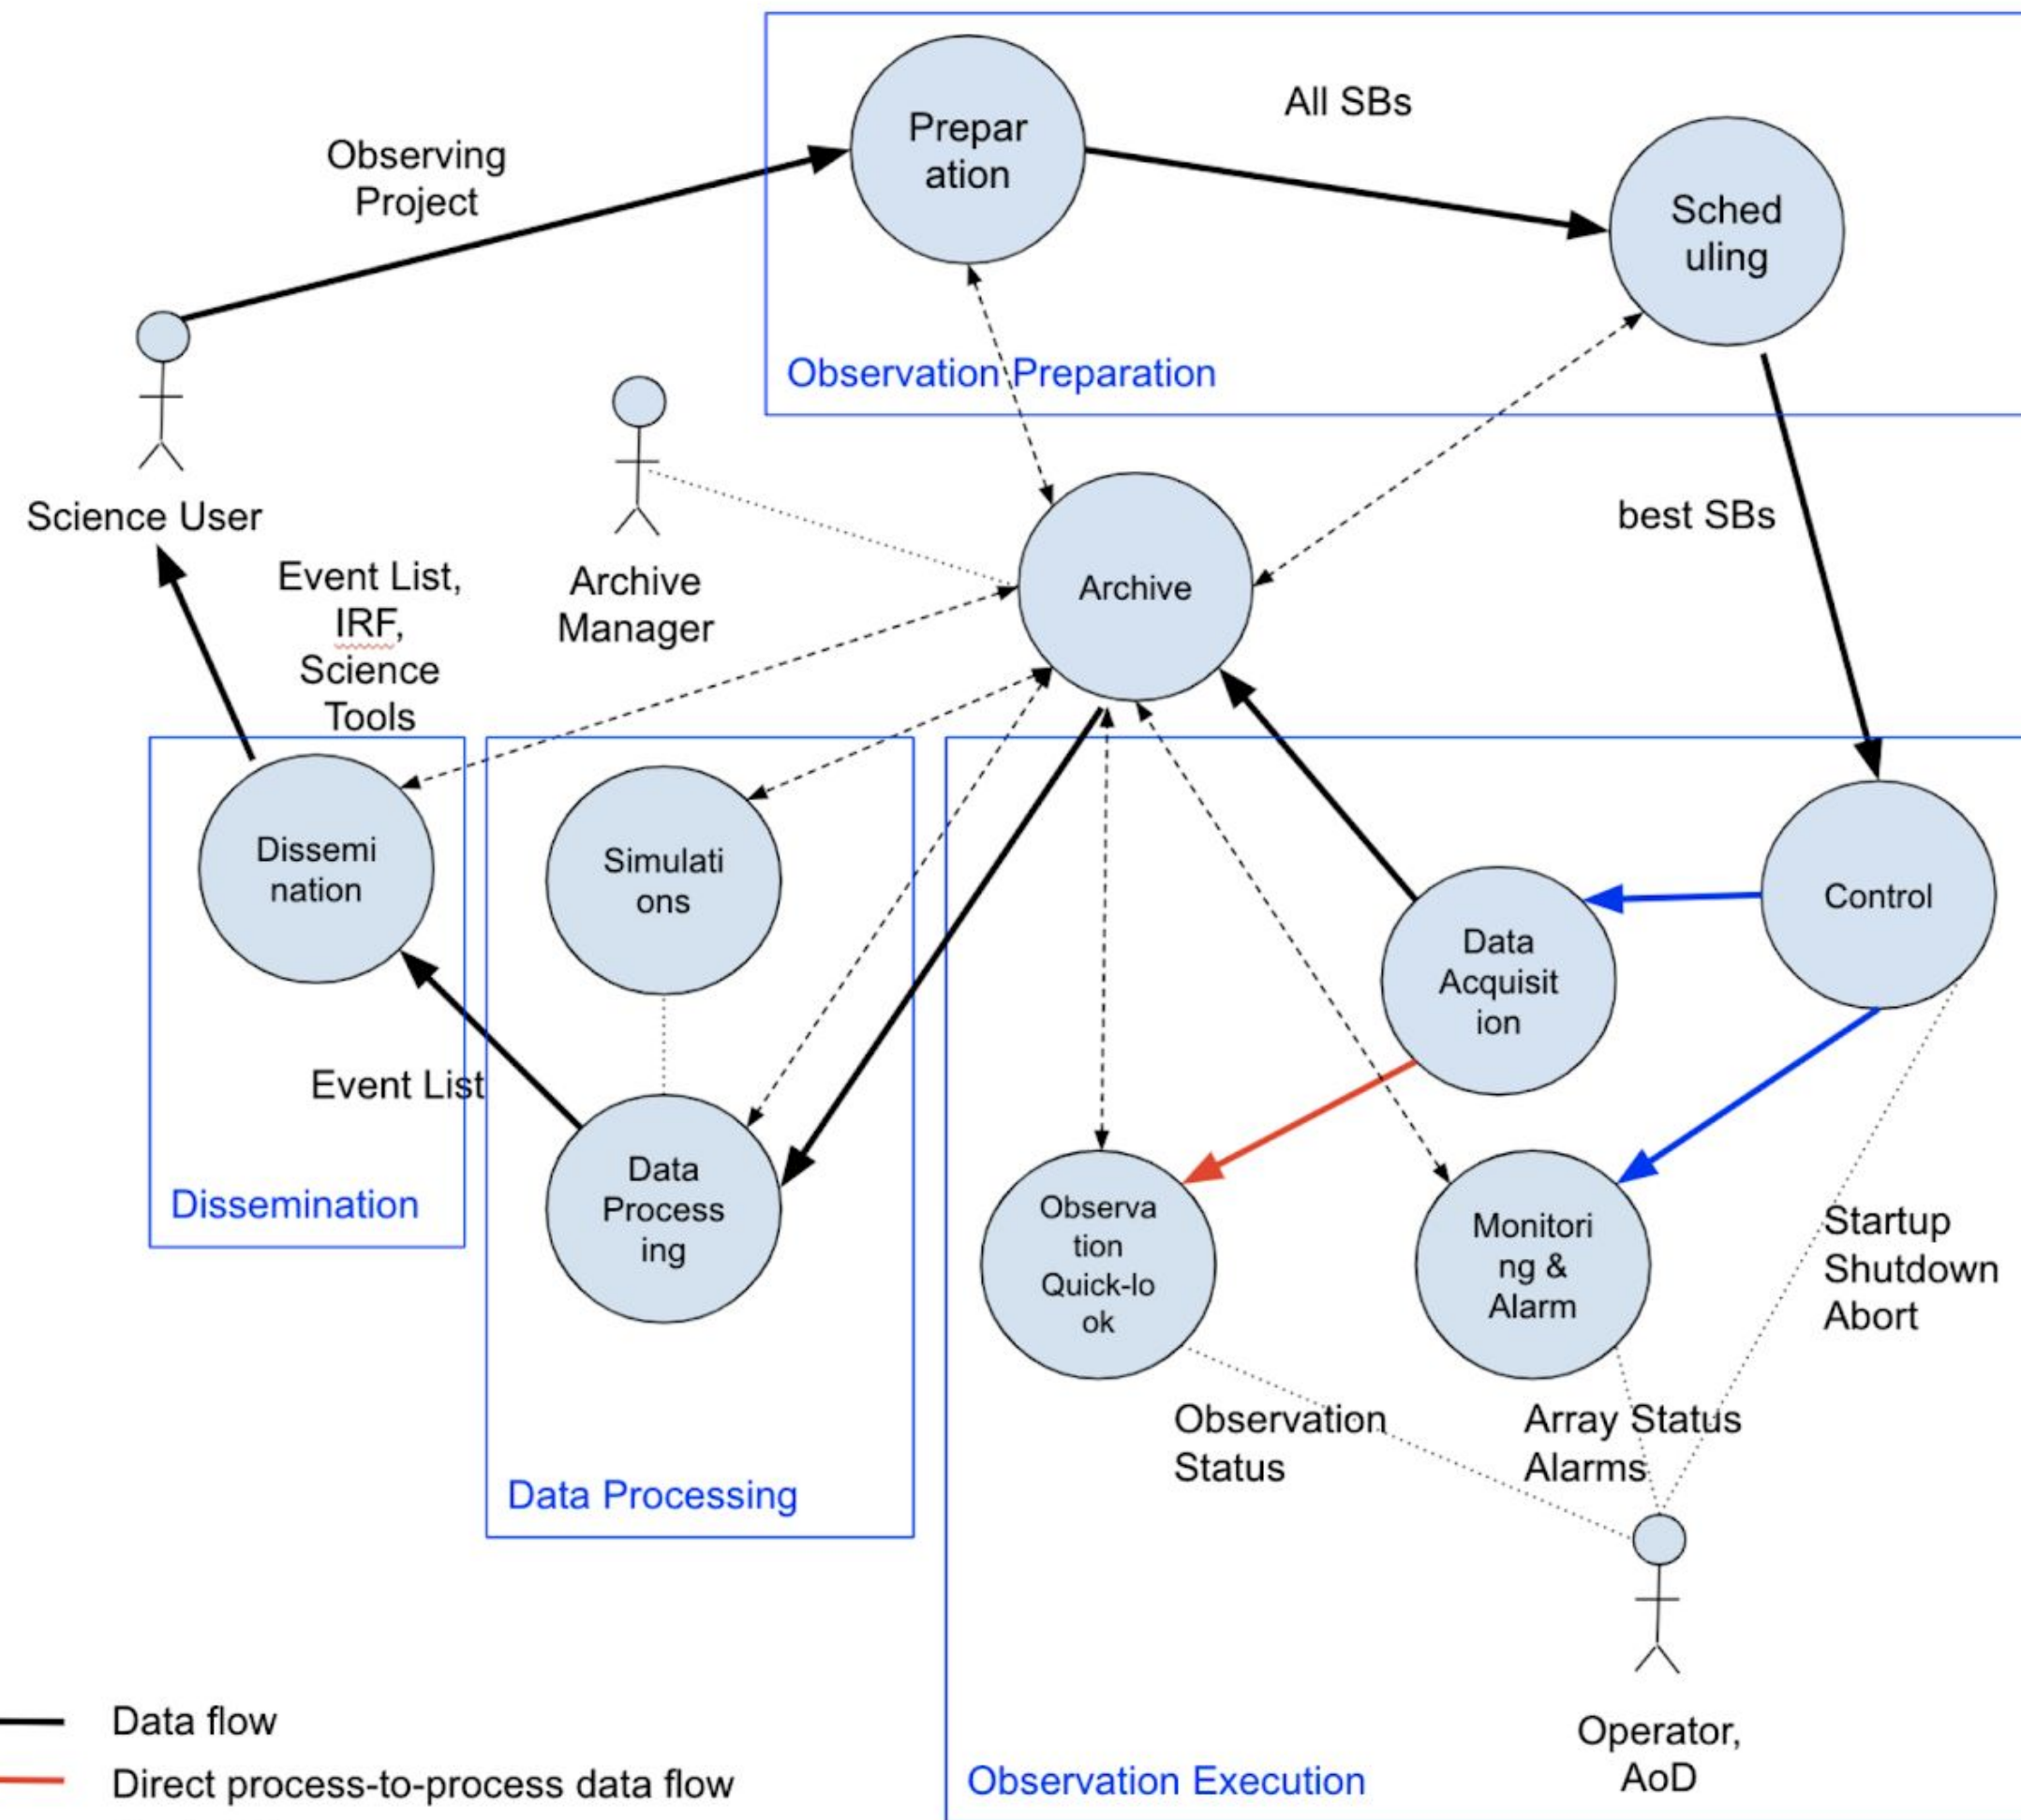 Prepar
ation
All SBs
Sched
uling
Observing
Project
Observation Preparation
Science User
Archive
Manager
Archive
best SBs
Event List,
IRF,
Science
Tools
Dissemi
nation
Simulati
ons
Control
Data
Acquisit
ion
Event List
Dissemination
Data
Process
ing
Observa
tion
Quick-lo
ok
Monitori
ng &
Alarm
Startup
Shutdown
Abort
Observation
Status
Array Status
Alarms
Data Processing
Operator,
AoD
Observation Execution
Data flow
Direct process-to-process data flow